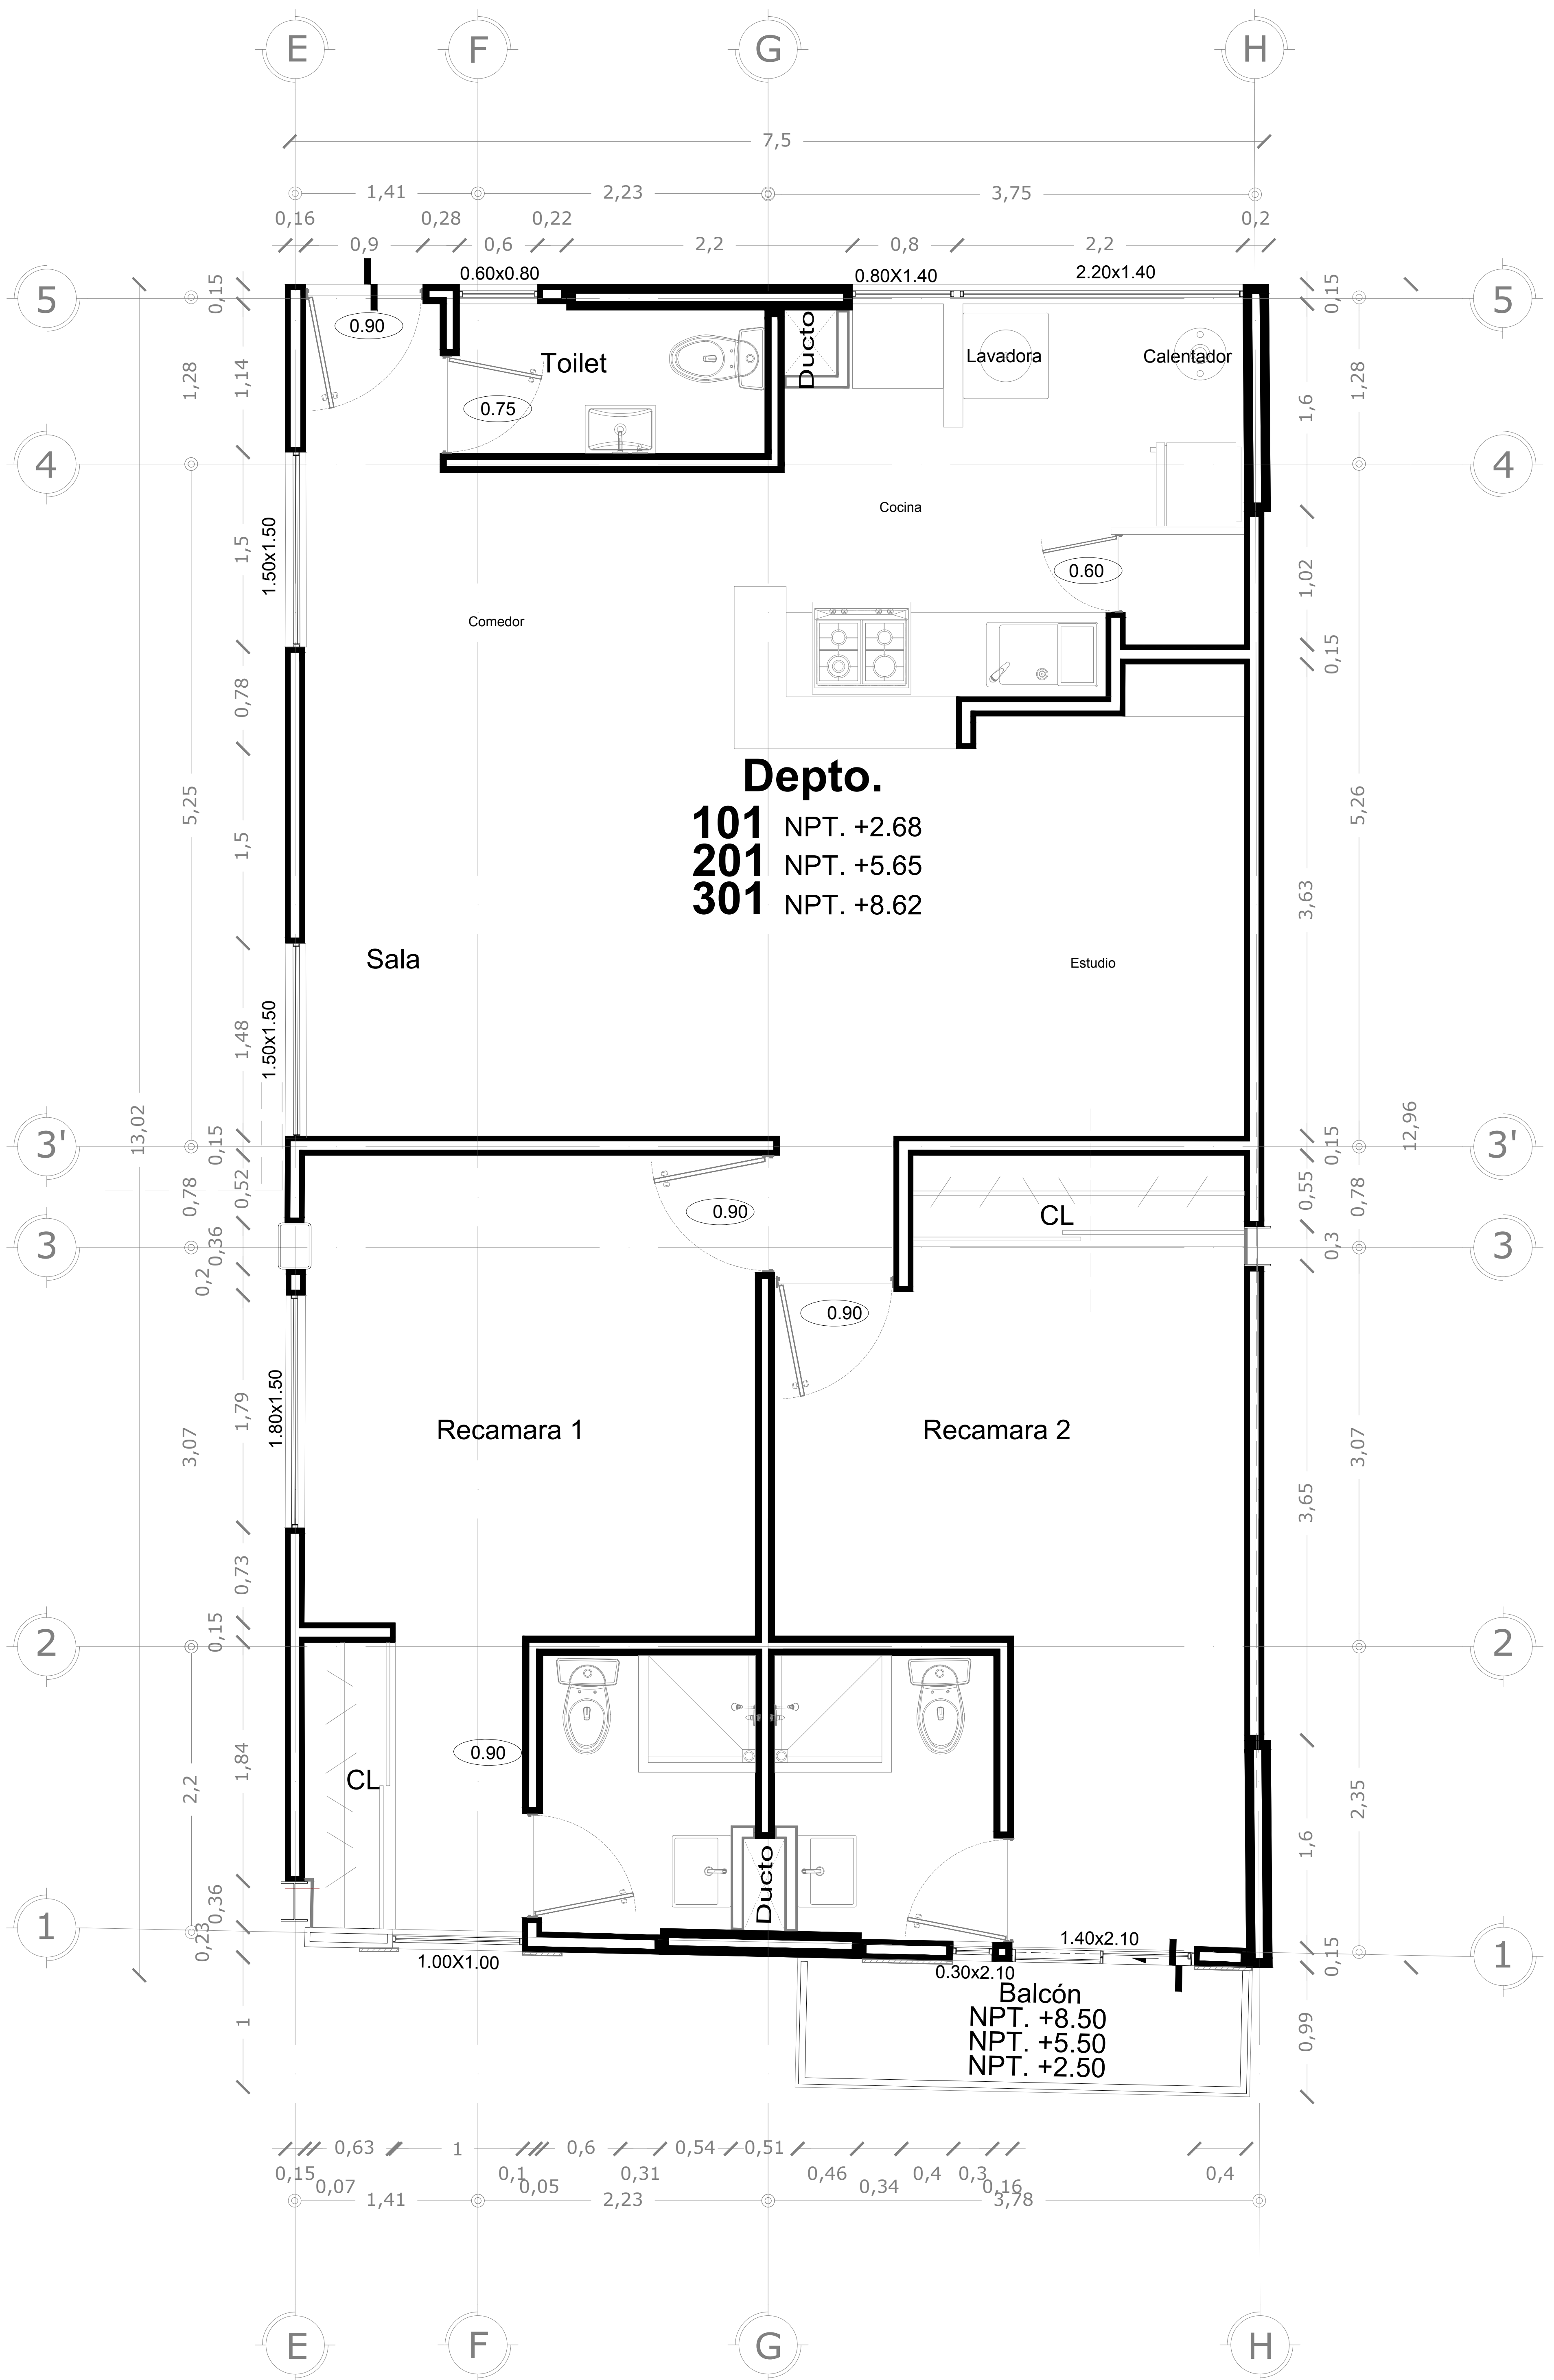 E F G H
7,5
1,41 2,23 3,75
0,16 0,28 0,22 0,2
0,9 0,6 2,2 0,8 2,2
0.60x0.80 0.80X1.40 2.20x1.40
5 0,15 0,15 5
0.90
Toilet Ducto Lavadora Calentador
1,28 1,14 1,6 1,28
0.75
4 4
Cocina
1,5 1.50x1.50 0.60 1,02
Comedor
0,15
0,78
Depto.
101 NPT. +2.68
201 NPT. +5.65
301 NPT. +8.62
5,25 1,5 3,63 5,26
Sala Estudio
1,48 1.50x1.50
13,02 12,96
3' 0,15 0,15 3'
0,78 0,52 0,55 0,78
0.90 CL
3 0,36 0,3 3
0,2
0.90
3,07 1,79 1.80x1.50 3,65 3,07
Recamara 1 Recamara 2
0,73
2 0,15 2
0.90
CL
2,2 1,84 1,6 2,35
Ducto
1 0,36 0,15 1
0,23
1.00X1.00 0.30x2.10 1.40x2.10
Balcón
NPT. +8.50
NPT. +5.50
NPT. +2.50
1 0,99
0,63 1 0,6 0,54 0,51
0,15 0,07 0,1 0,05 0,31 0,46 0,34 0,4 0,3 0,16 0,4
1,41 2,23 3,78
E F G H